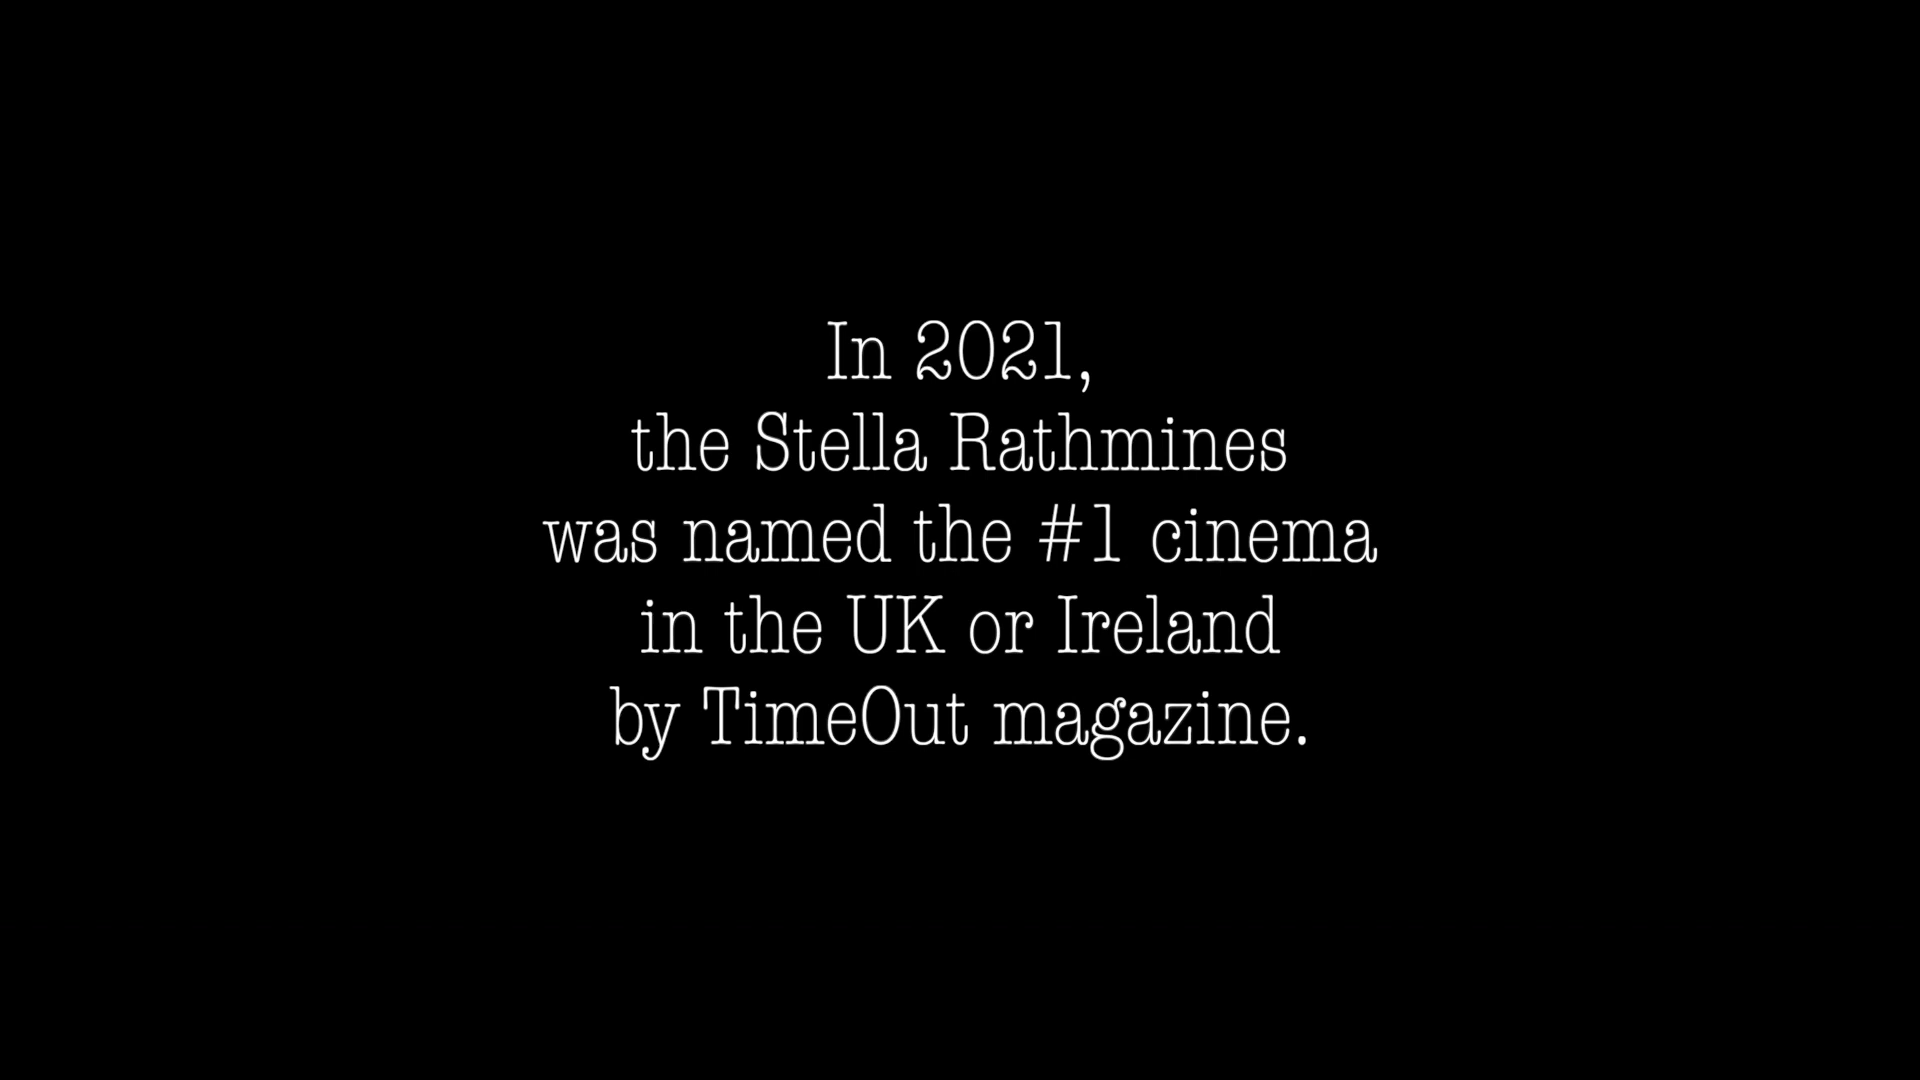 In 2021,
the Stella Rathmines
was named the #1 cinema
in the UK or Ireland
by TimeOut magazine.